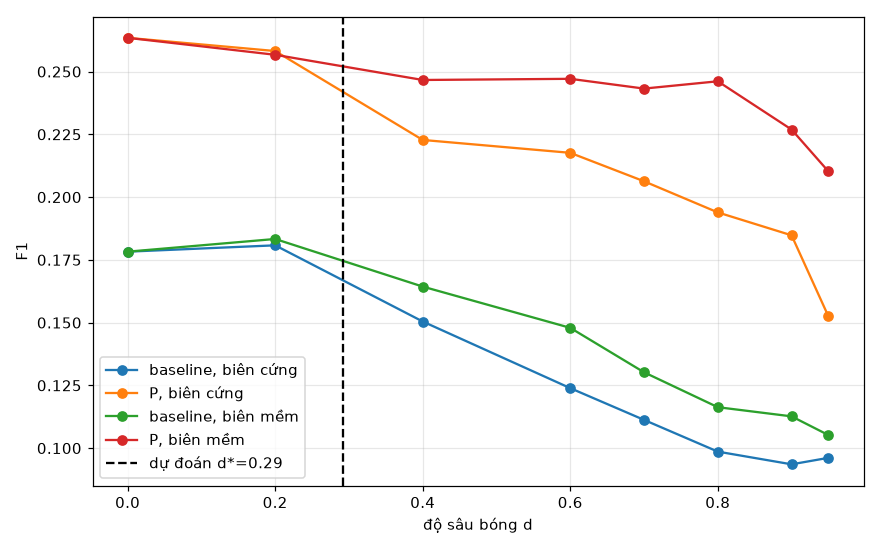 0.250
0.225
0.200
0.175
0.150
0.125
0.100
F1
baseline, biên cứng
P, biên cứng
baseline, biên mềm
P, biên mềm
dự đoán d*=0.29
0.0 0.2 0.4 0.6 0.8
độ sâu bóng d